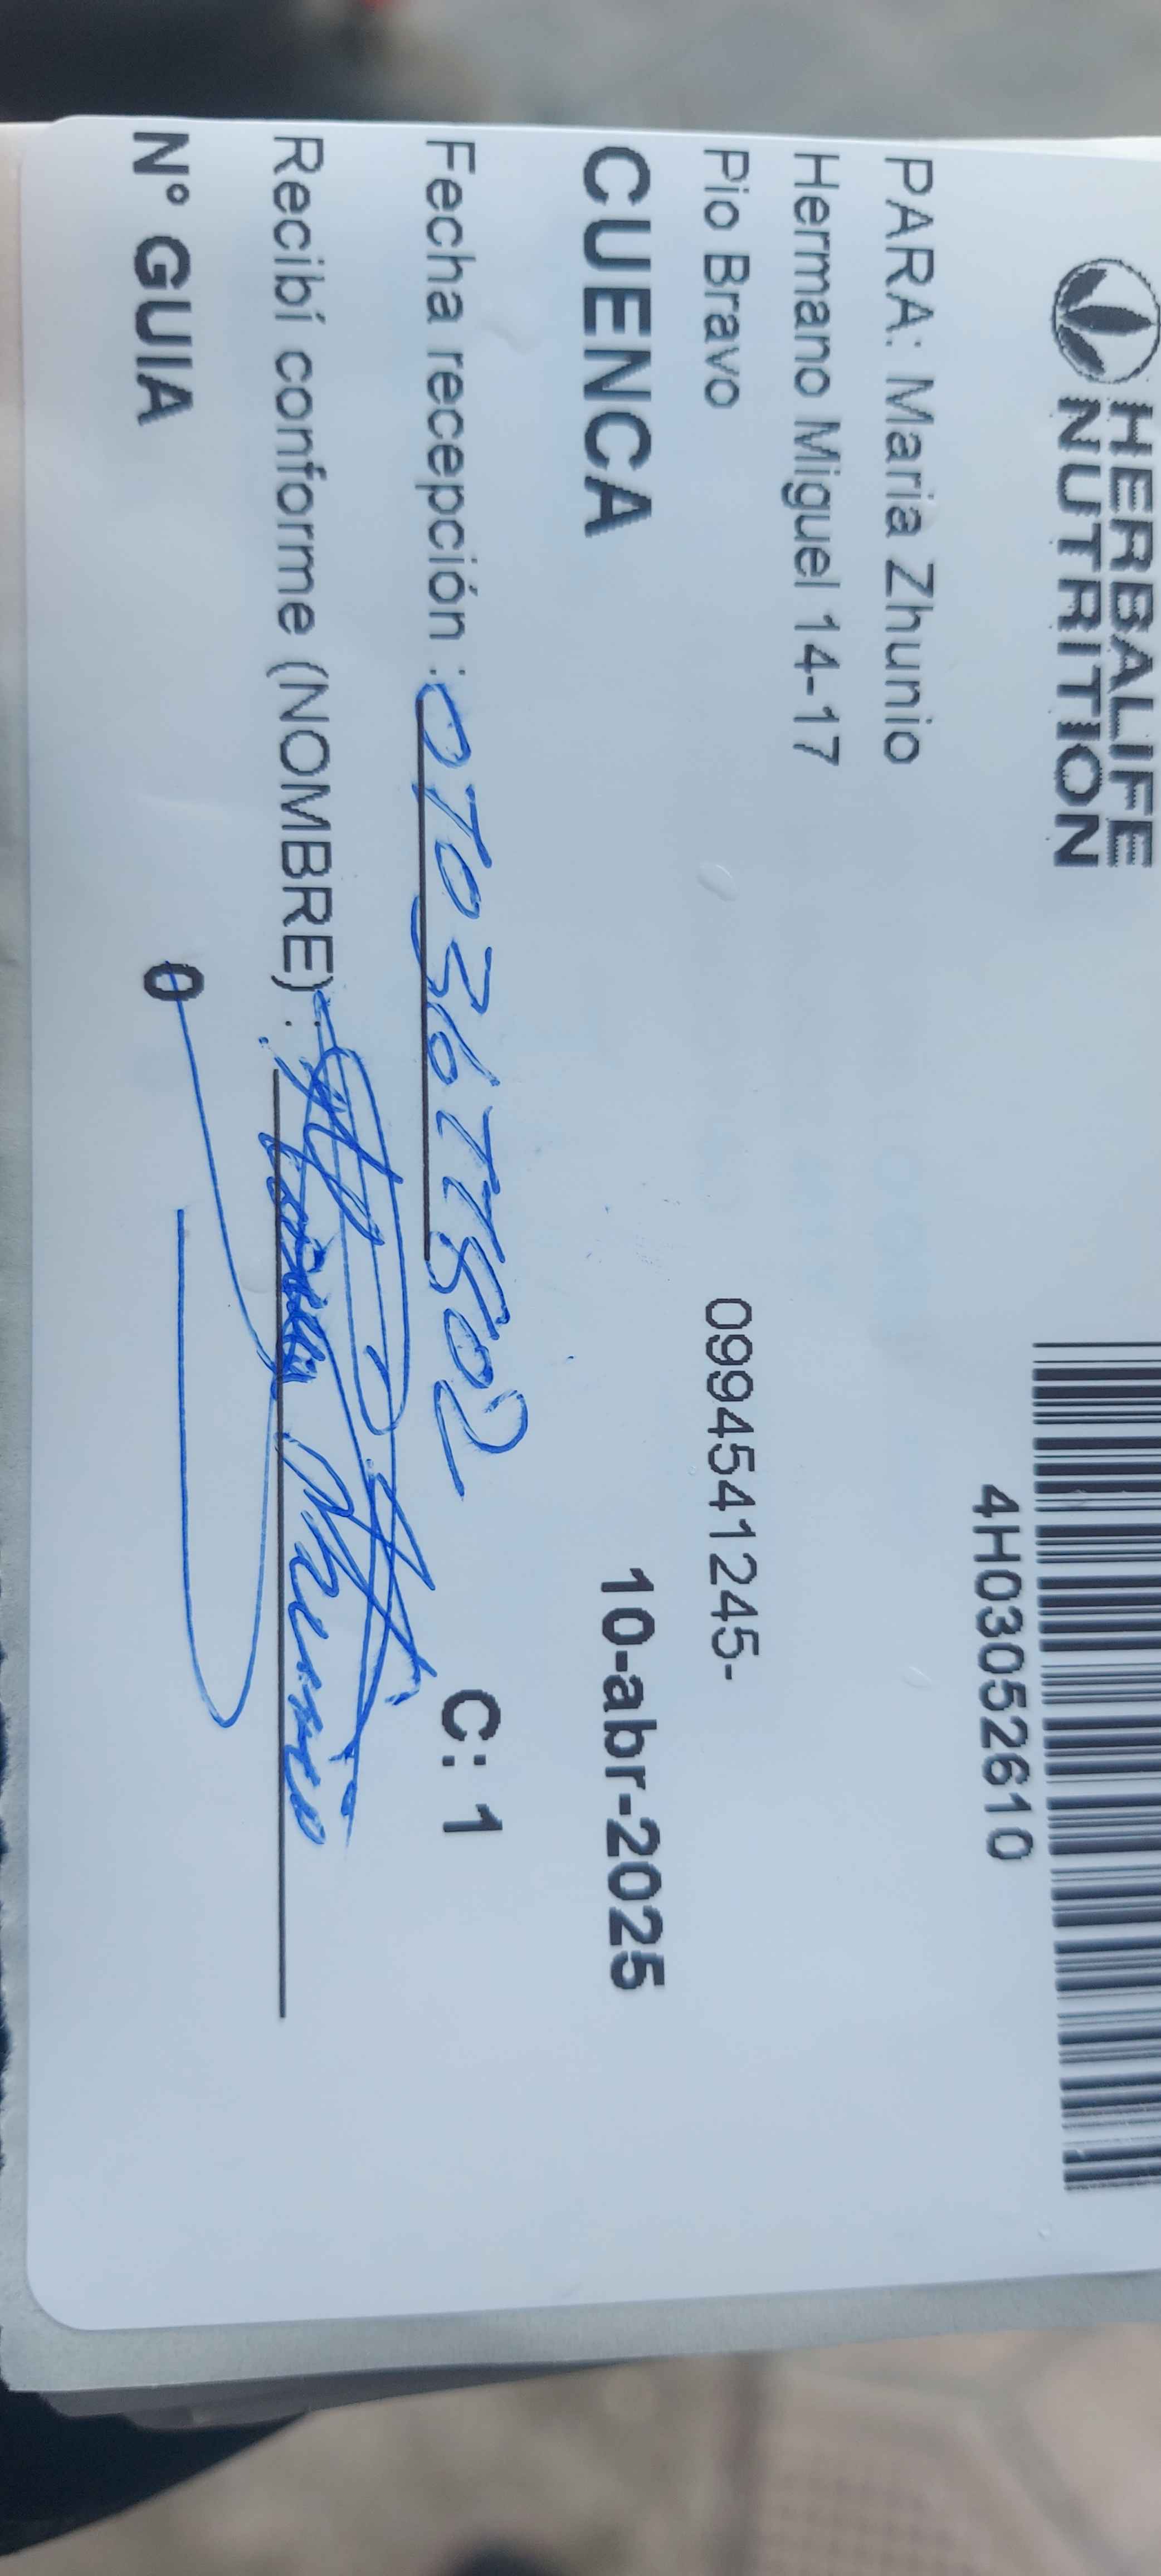 HERBALIFE
NUTRITION
4H03052610
PARA: Maria Zhunio
Hermano Miguel 14-17
Pio Bravo 0994541245-
CUENCA 10-abr-2025
Fecha recepción : C: 1
Recibí conforme (NOMBRE) : Zhunio
N° GUIA 0